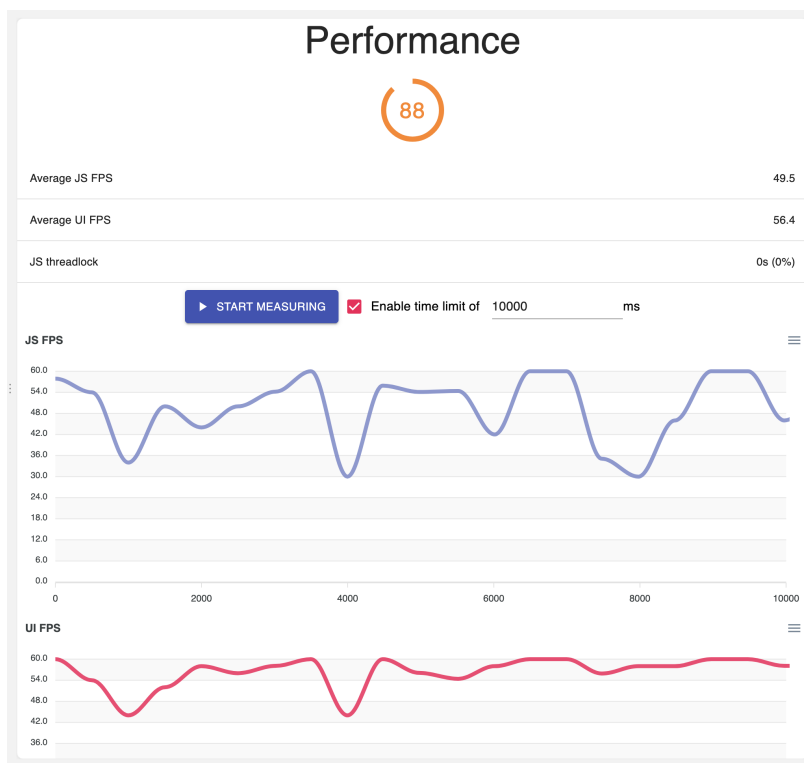 Performance
88
Average JS FPS 49.5
Average UI FPS 56.4
JS threadlock 0s (0%)
START MEASURING Enable time limit of 10000 ms
JS FPS
60.0
54.0
48.0
42.0
36.0
30.0
24.0
18.0
12.0
6.0
0.0
0 2000 4000 6000 8000 10000
UI FPS
60.0
54.0
48.0
42.0
36.0